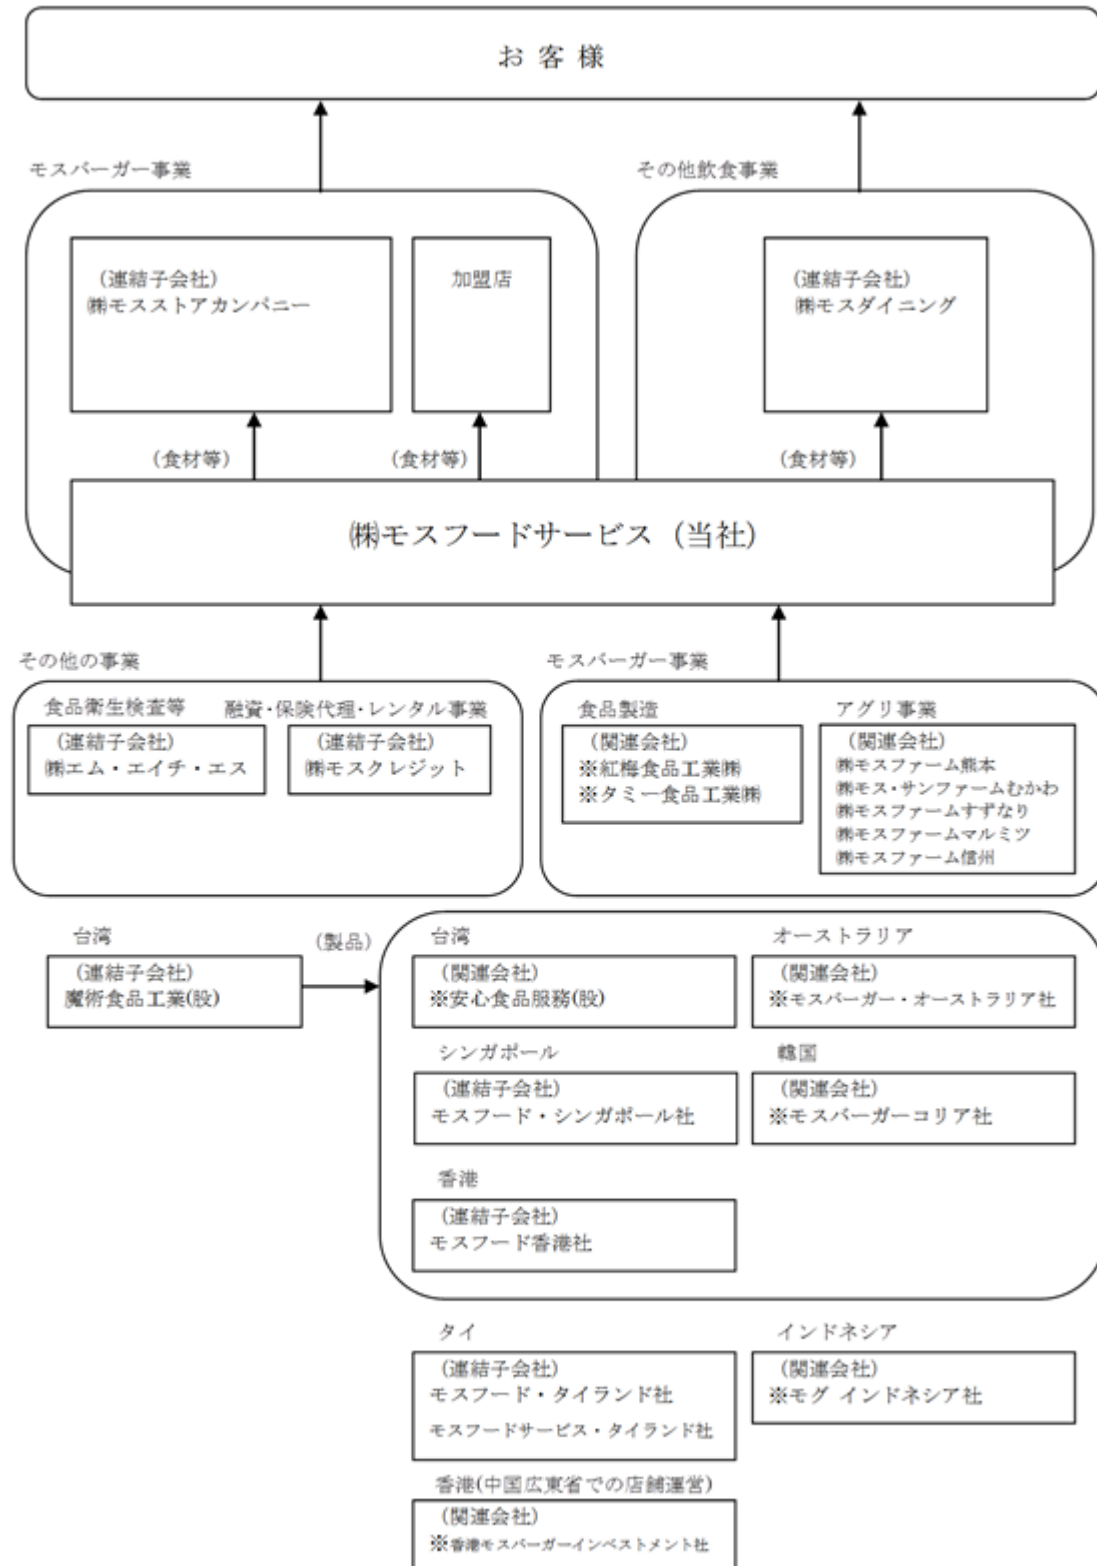 お 客 様
モスバーガー事業
その他飲食事業
(連結子会社)
㈱モスストアカンパニー
加盟店
(連結子会社)
㈱モスダイニング
(食材等)
(食材等)
(食材等)
㈱モスフードサービス (当社)
その他の事業
モスバーガー事業
食品衛生検査等
融資・保険代理・レンタル事業
(連結子会社)
㈱エム・エイチ・エス
(連結子会社)
㈱モスクレジット
食品製造
(関連会社)
※紅梅食品工業㈱
※タミー食品工業㈱
アグリ事業
(関連会社)
㈱モスファーム熊本
㈱モス・サンファームむかわ
㈱モスファームすずなり
㈱モスファームマルミツ
㈱モスファーム信州
台湾
(連結子会社)
魔術食品工業(股)
(製品)
台湾
(関連会社)
※安心食品服務(股)
オーストラリア
(関連会社)
※モスバーガー・オーストラリア社
シンガポール
(連結子会社)
モスフード・シンガポール社
韓国
(関連会社)
※モスバーガーコリア社
香港
(連結子会社)
モスフード香港社
タイ
(連結子会社)
モスフード・タイランド社
モスフードサービス・タイランド社
インドネシア
(関連会社)
※モグ インドネシア社
香港(中国広東省での店舗運営)
(関連会社)
※香港モスバーガーインベストメント社